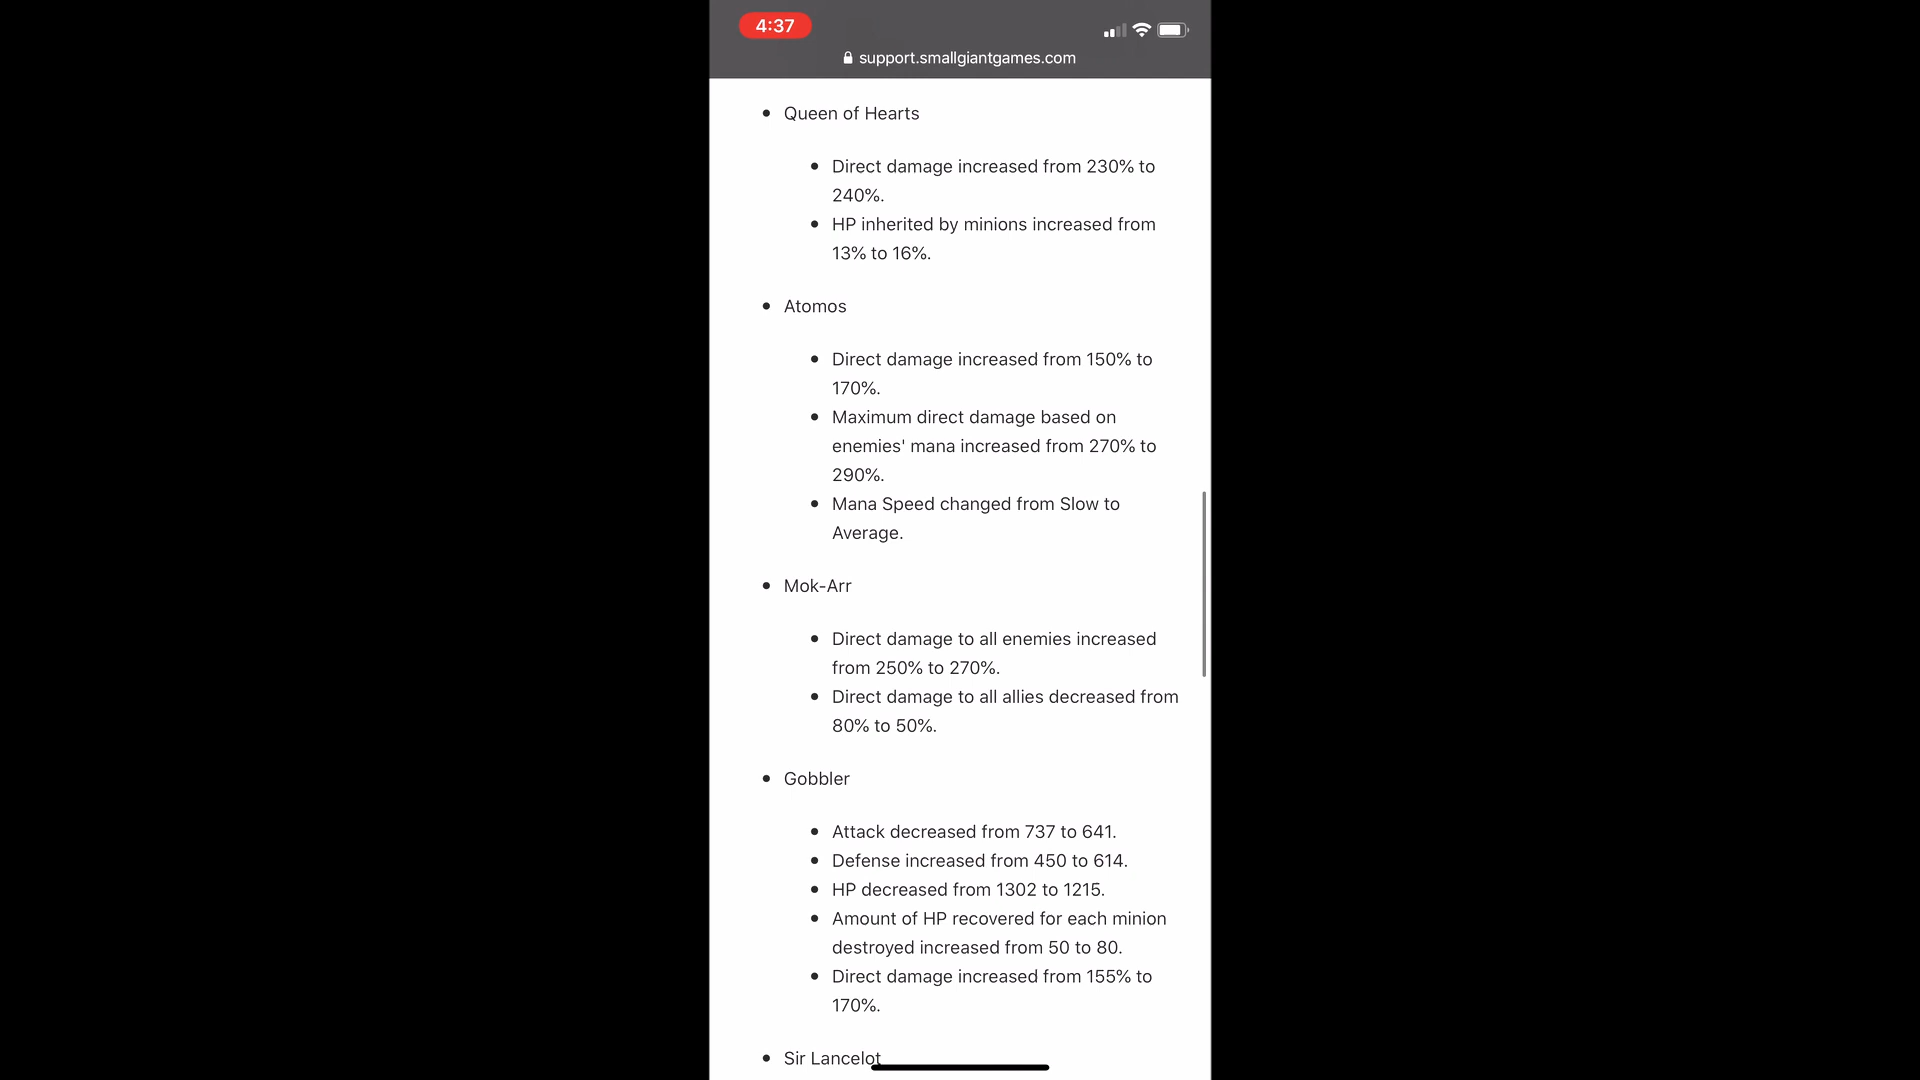 4:37
support.smallgiantgames.com
Queen of Hearts
Direct damage increased from 230% to
240%.
HP inherited by minions increased from
13% to 16%.
Atomos
Direct damage increased from 150% to
170%.
Maximum direct damage based on
enemies' mana increased from 270% to
290%.
Mana Speed changed from Slow to
Average.
Mok-Arr
Direct damage to all enemies increased
from 250% to 270%.
Direct damage to all allies decreased from
80% to 50%.
Gobbler
Attack decreased from 737 to 641.
Defense increased from 450 to 614.
HP decreased from 1302 to 1215.
Amount of HP recovered for each minion
destroyed increased from 50 to 80.
Direct damage increased from 155% to
170%.
Sir Lancelot